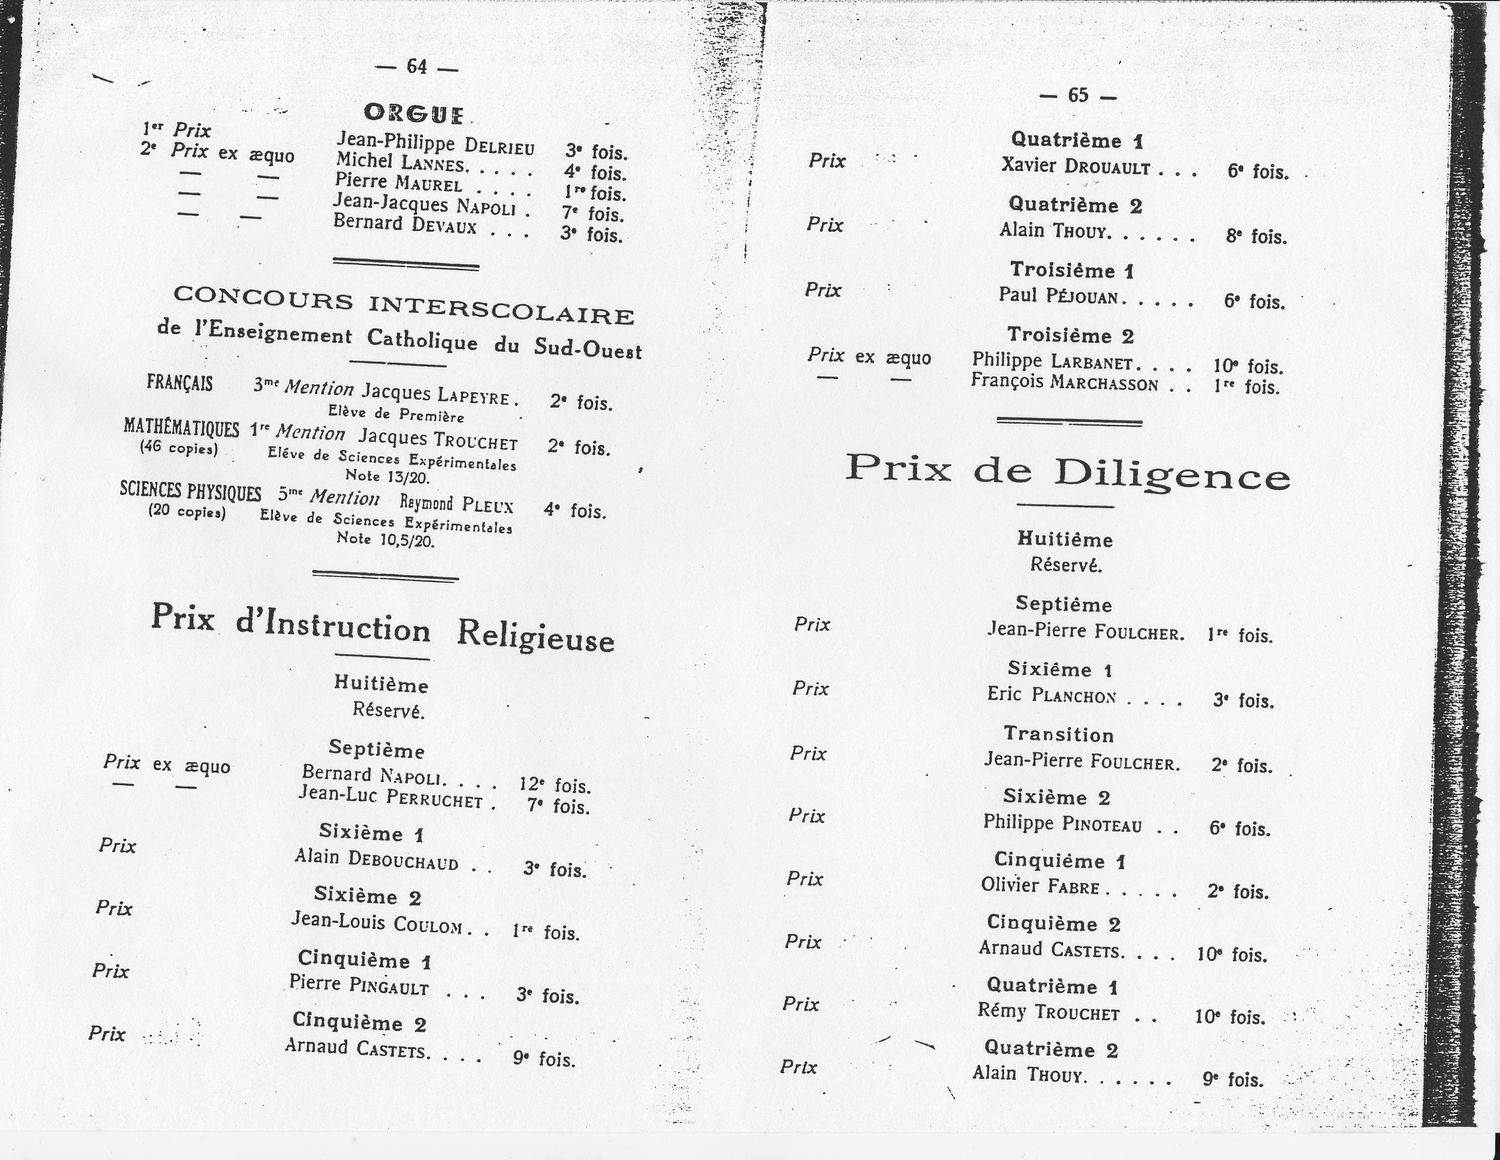 — 64 —
ORGUE
1er Prix Jean-Philippe DELRIEU 3e fois.
2e Prix ex æquo Michel LANNES. . . . . 4e fois.
— — Pierre MAUREL . . . . 1re fois.
— — Jean-Jacques NAPOLI . 7e fois.
— — Bernard DEVAUX . . . 3e fois.
CONCOURS INTERSCOLAIRE
de l'Enseignement Catholique du Sud-Ouest
FRANÇAIS 3me Mention Jacques LAPEYRE . 2e fois.
Elève de Première
MATHÉMATIQUES 1re Mention Jacques TROUCHET 2e fois.
(46 copies) Eléve de Sciences Expérimentales
Note 13/20.
SCIENCES PHYSIQUES 5me Mention Raymond PLEUX 4e fois.
(20 copies) Elève de Sciences Expérimentales
Note 10,5/20.
Prix d'Instruction Religieuse
Huitième
Réservé.
Septième
Prix ex æquo Bernard NAPOLI. . . . 12e fois.
— — Jean-Luc PERRUCHET . 7e fois.
Sixième 1
Prix Alain DEBOUCHAUD . . 3e fois.
Sixième 2
Prix Jean-Louis COULOM. . 1re fois.
Cinquième 1
Prix Pierre PINGAULT . . . 3e fois.
Cinquième 2
Prix Arnaud CASTETS. . . . 9e fois.
— 65 —
Quatrième 1
Prix Xavier DROUAULT . . . 6e fois.
Quatrième 2
Prix Alain THOUY. . . . . . 8e fois.
Troisième 1
Prix Paul PÉJOUAN. . . . . 6e fois.
Troisième 2
Prix ex æquo Philippe LARBANET. . . . 10e fois.
— — François MARCHASSON . . 1re fois.
Prix de Diligence
Huitième
Réservé.
Septième
Prix Jean-Pierre FOULCHER. 1re fois.
Sixième 1
Prix Eric PLANCHON . . . . 3e fois.
Transition
Prix Jean-Pierre FOULCHER. 2e fois.
Sixième 2
Prix Philippe PINOTEAU . . 6e fois.
Cinquième 1
Prix Olivier FABRE . . . . . 2e fois.
Cinquième 2
Prix Arnaud CASTETS. . . . 10e fois.
Quatrième 1
Prix Rémy TROUCHET . . 10e fois.
Quatrième 2
Prix Alain THOUY. . . . . . 9e fois.